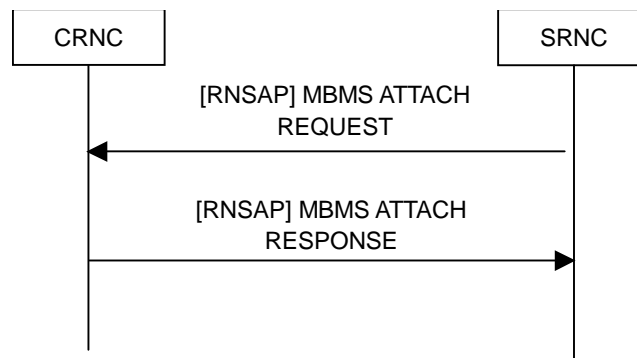 CRNC
SRNC
[RNSAP] MBMS ATTACH
REQUEST
[RNSAP] MBMS ATTACH
RESPONSE